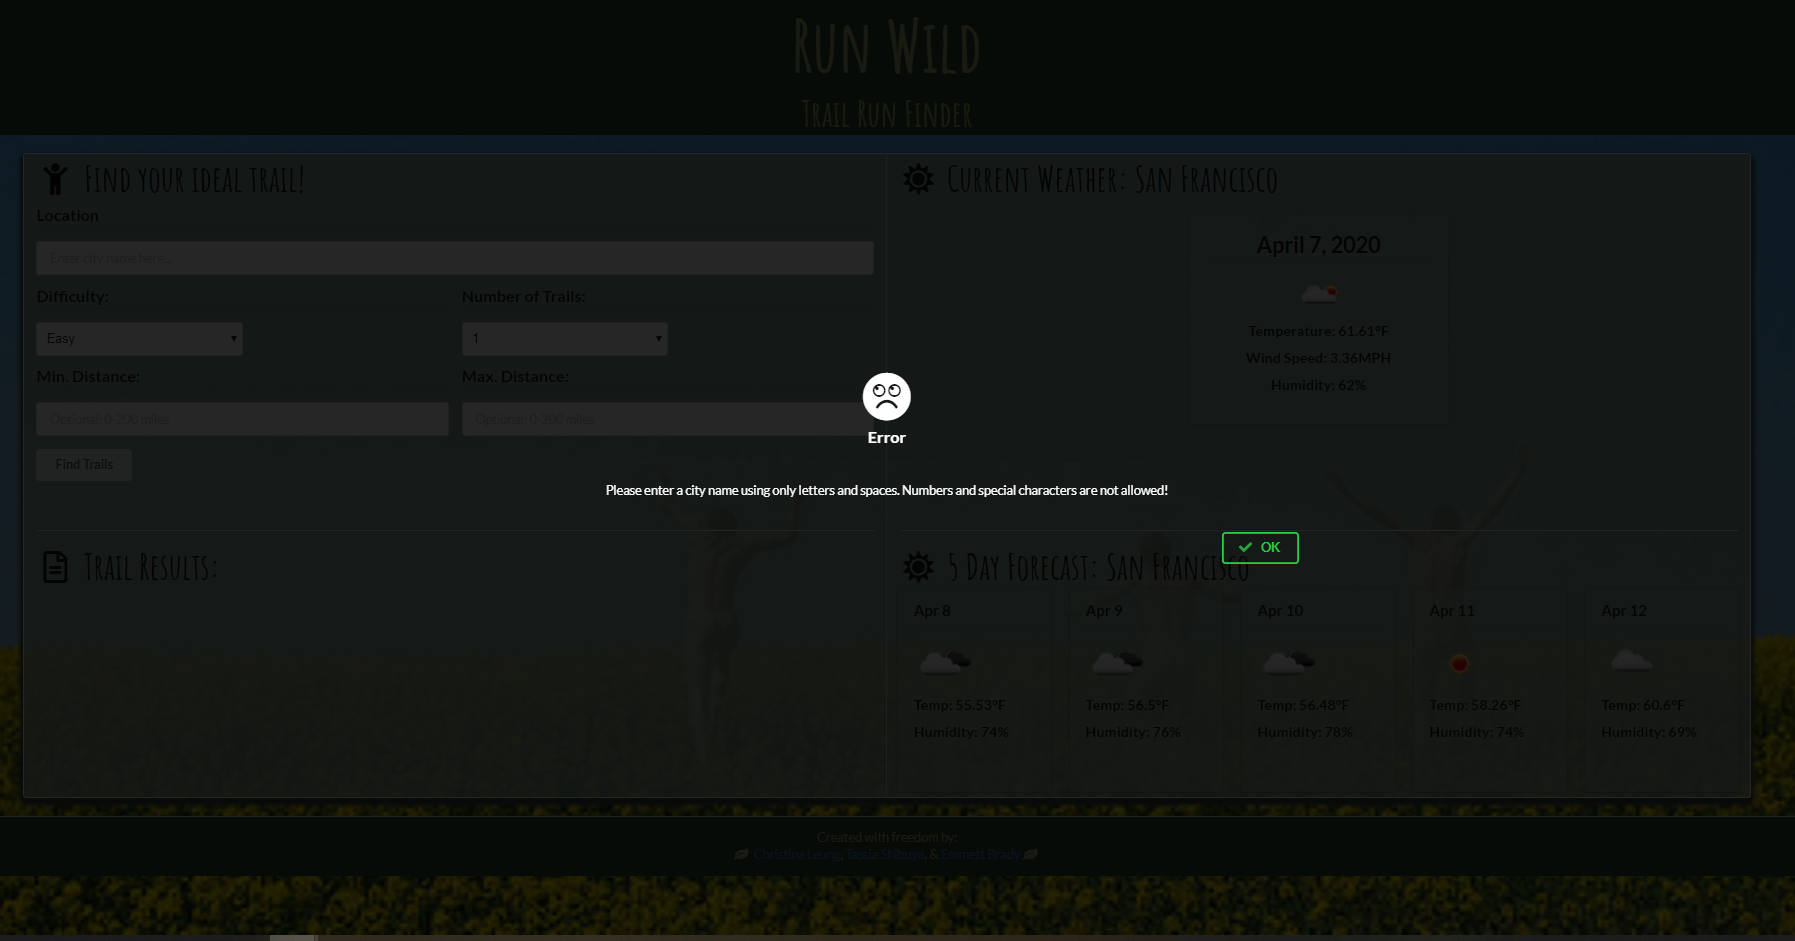 Run Wild
Trail Run Finder
Find your ideal trail!
Location
Enter city name here...
Difficulty:
Number of Trails:
Easy
1
Min. Distance:
Max. Distance:
Optional: 0-200 miles
Optional: 0-200 miles
Find Trails
Trail Results:
Current Weather: San Francisco
April 7, 2020
Temperature: 61.61°F
Wind Speed: 3.36MPH
Humidity: 62%
Error
Please enter a city name using only letters and spaces. Numbers and special characters are not allowed!
OK
5 Day Forecast: San Francisco
Apr 8
Temp: 55.53°F
Humidity: 74%
Apr 9
Temp: 56.5°F
Humidity: 76%
Apr 10
Temp: 56.48°F
Humidity: 78%
Apr 11
Temp: 58.26°F
Humidity: 74%
Apr 12
Temp: 60.6°F
Humidity: 69%
Created with freedom by:
Christina Leung, Tassia Shibuya, & Emmett Brady